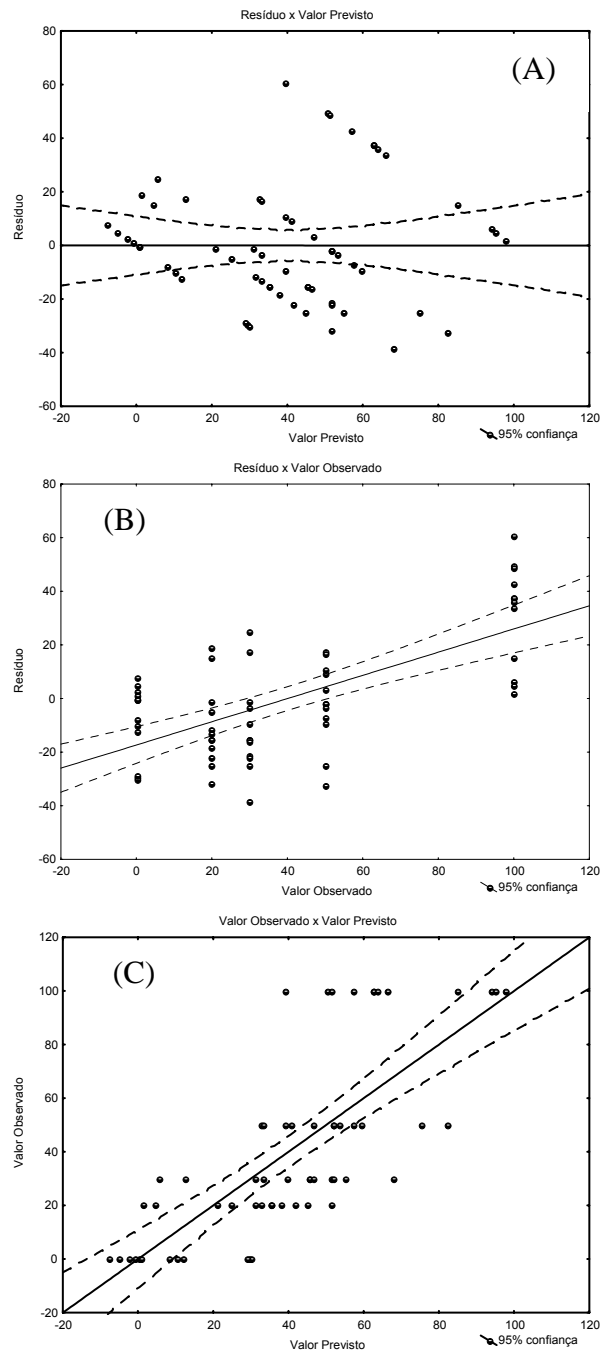 Resíduo x Valor Previsto
(A)
80
60
40
20
0
-20
-40
-60
Resíduo
-20 0 20 40 60 80 100 120
Valor Previsto
95% confiança
Resíduo x Valor Observado
(B)
80
60
40
20
0
-20
-40
-60
Resíduo
-20 0 20 40 60 80 100 120
Valor Observado
95% confiança
Valor Observado x Valor Previsto
(C)
120
100
80
60
40
20
0
-20
Valor Observado
-20 0 20 40 60 80 100 120
Valor Previsto
95% confiança